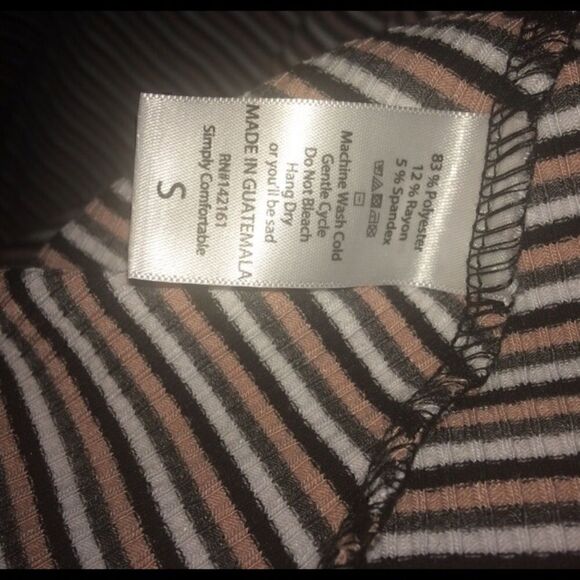 83 % Polyester
12 % Rayon
5 % Spandex
Machine Wash Cold
Gentle Cycle
Do Not Bleach
Hang Dry
or you'll be sad
MADE IN GUATEMALA
RN#142161
Simply Comfortable
S